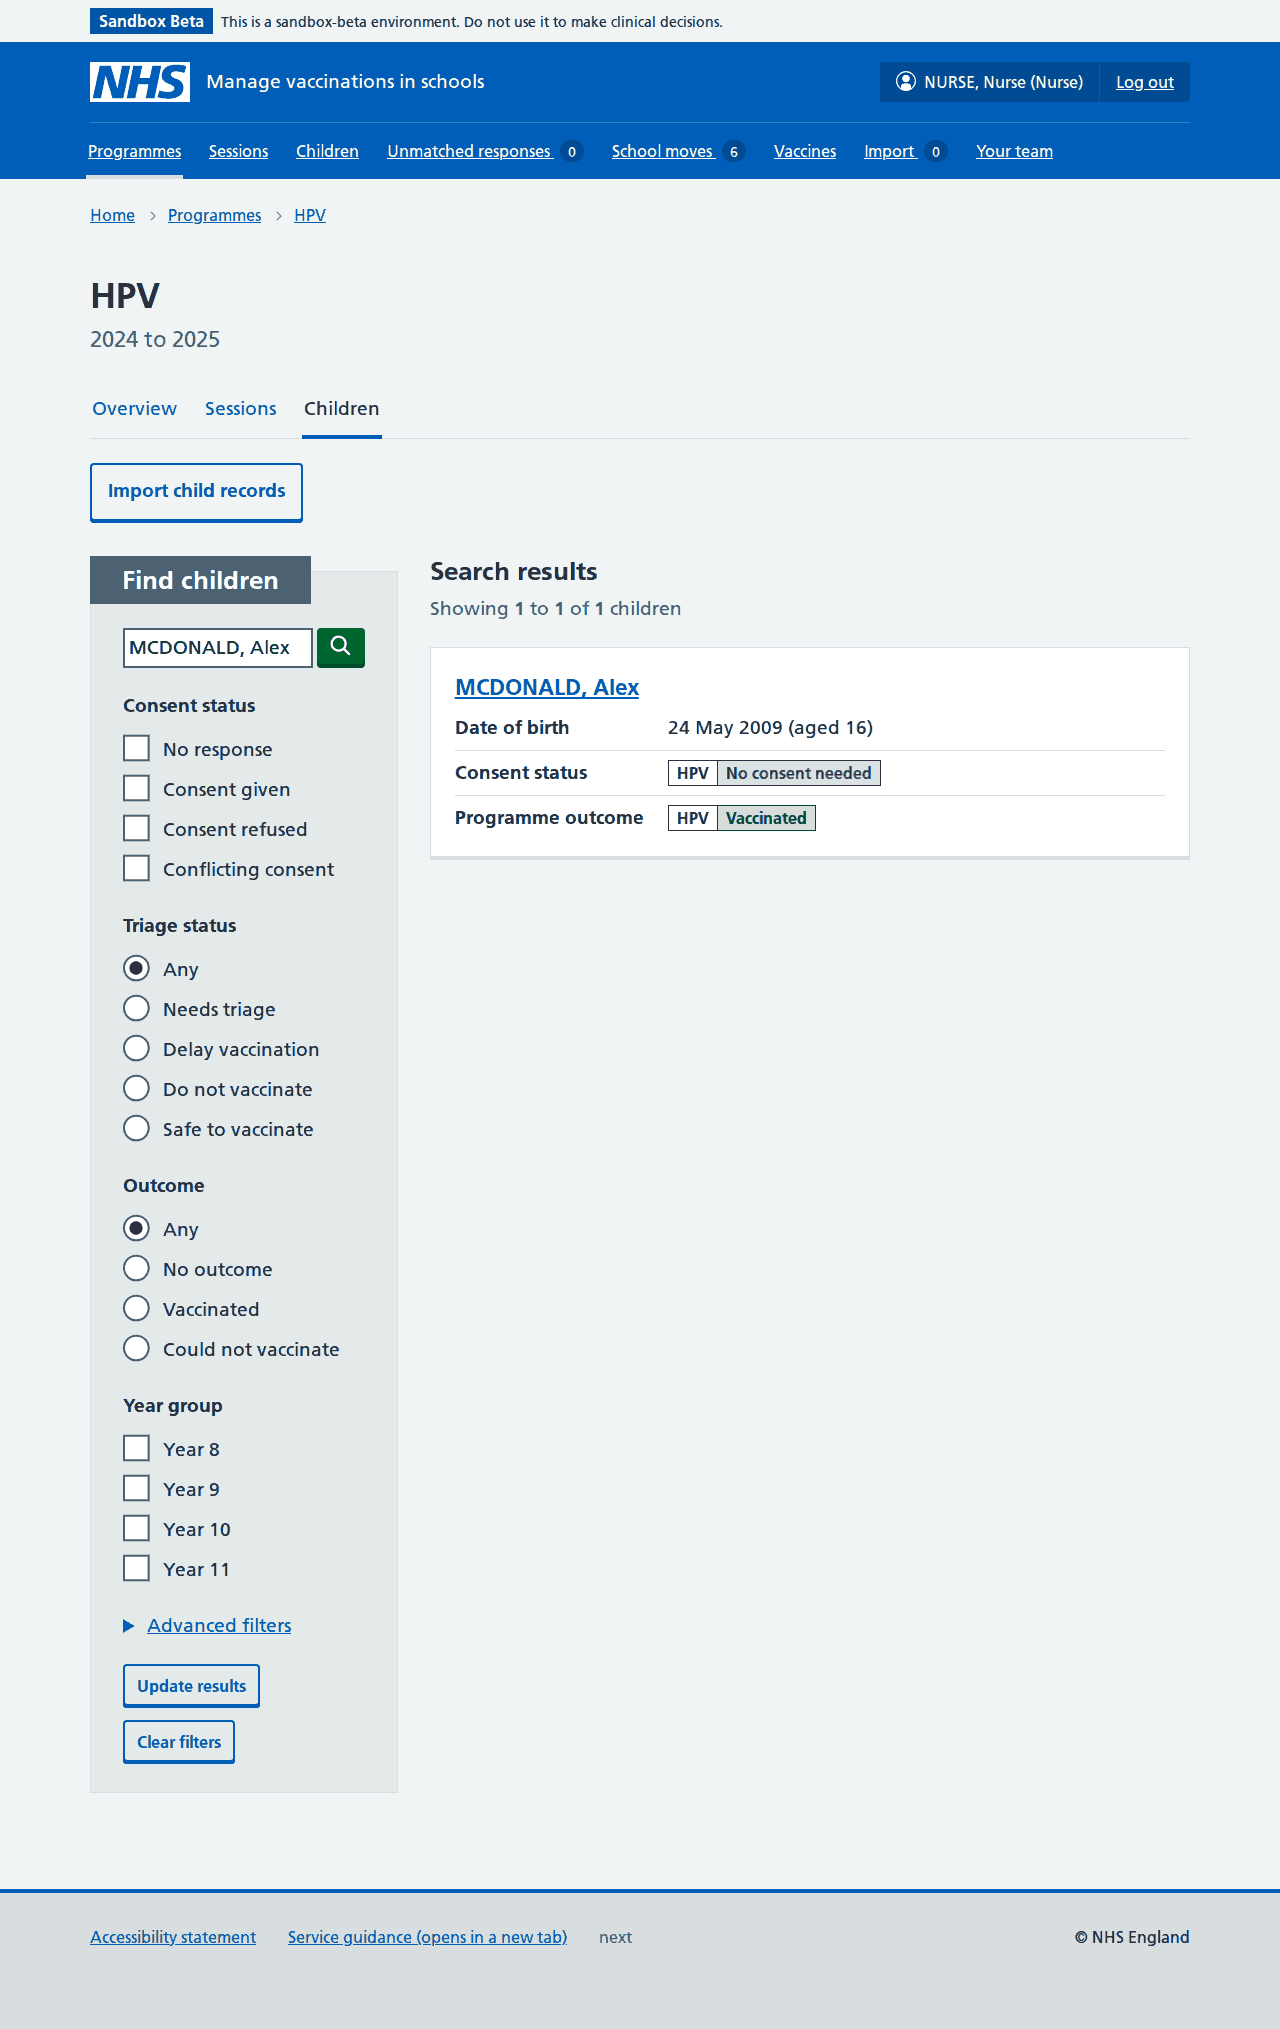 Sandbox Beta This is a sandbox-beta environment. Do not use it to make clinical decisions.
NHS Manage vaccinations in schools NURSE, Nurse (Nurse) Log out
Programmes Sessions Children Unmatched responses 0 School moves 6 Vaccines Import 0 Your team
Home Programmes HPV
HPV
2024 to 2025
Overview Sessions Children
Import child records
Find children
MCDONALD, Alex
Consent status
No response
Consent given
Consent refused
Conflicting consent
Triage status
Any
Needs triage
Delay vaccination
Do not vaccinate
Safe to vaccinate
Outcome
Any
No outcome
Vaccinated
Could not vaccinate
Year group
Year 8
Year 9
Year 10
Year 11
Advanced filters
Update results
Clear filters
Search results
Showing 1 to 1 of 1 children
MCDONALD, Alex
Date of birth 24 May 2009 (aged 16)
Consent status HPV No consent needed
Programme outcome HPV Vaccinated
Accessibility statement Service guidance (opens in a new tab) next © NHS England